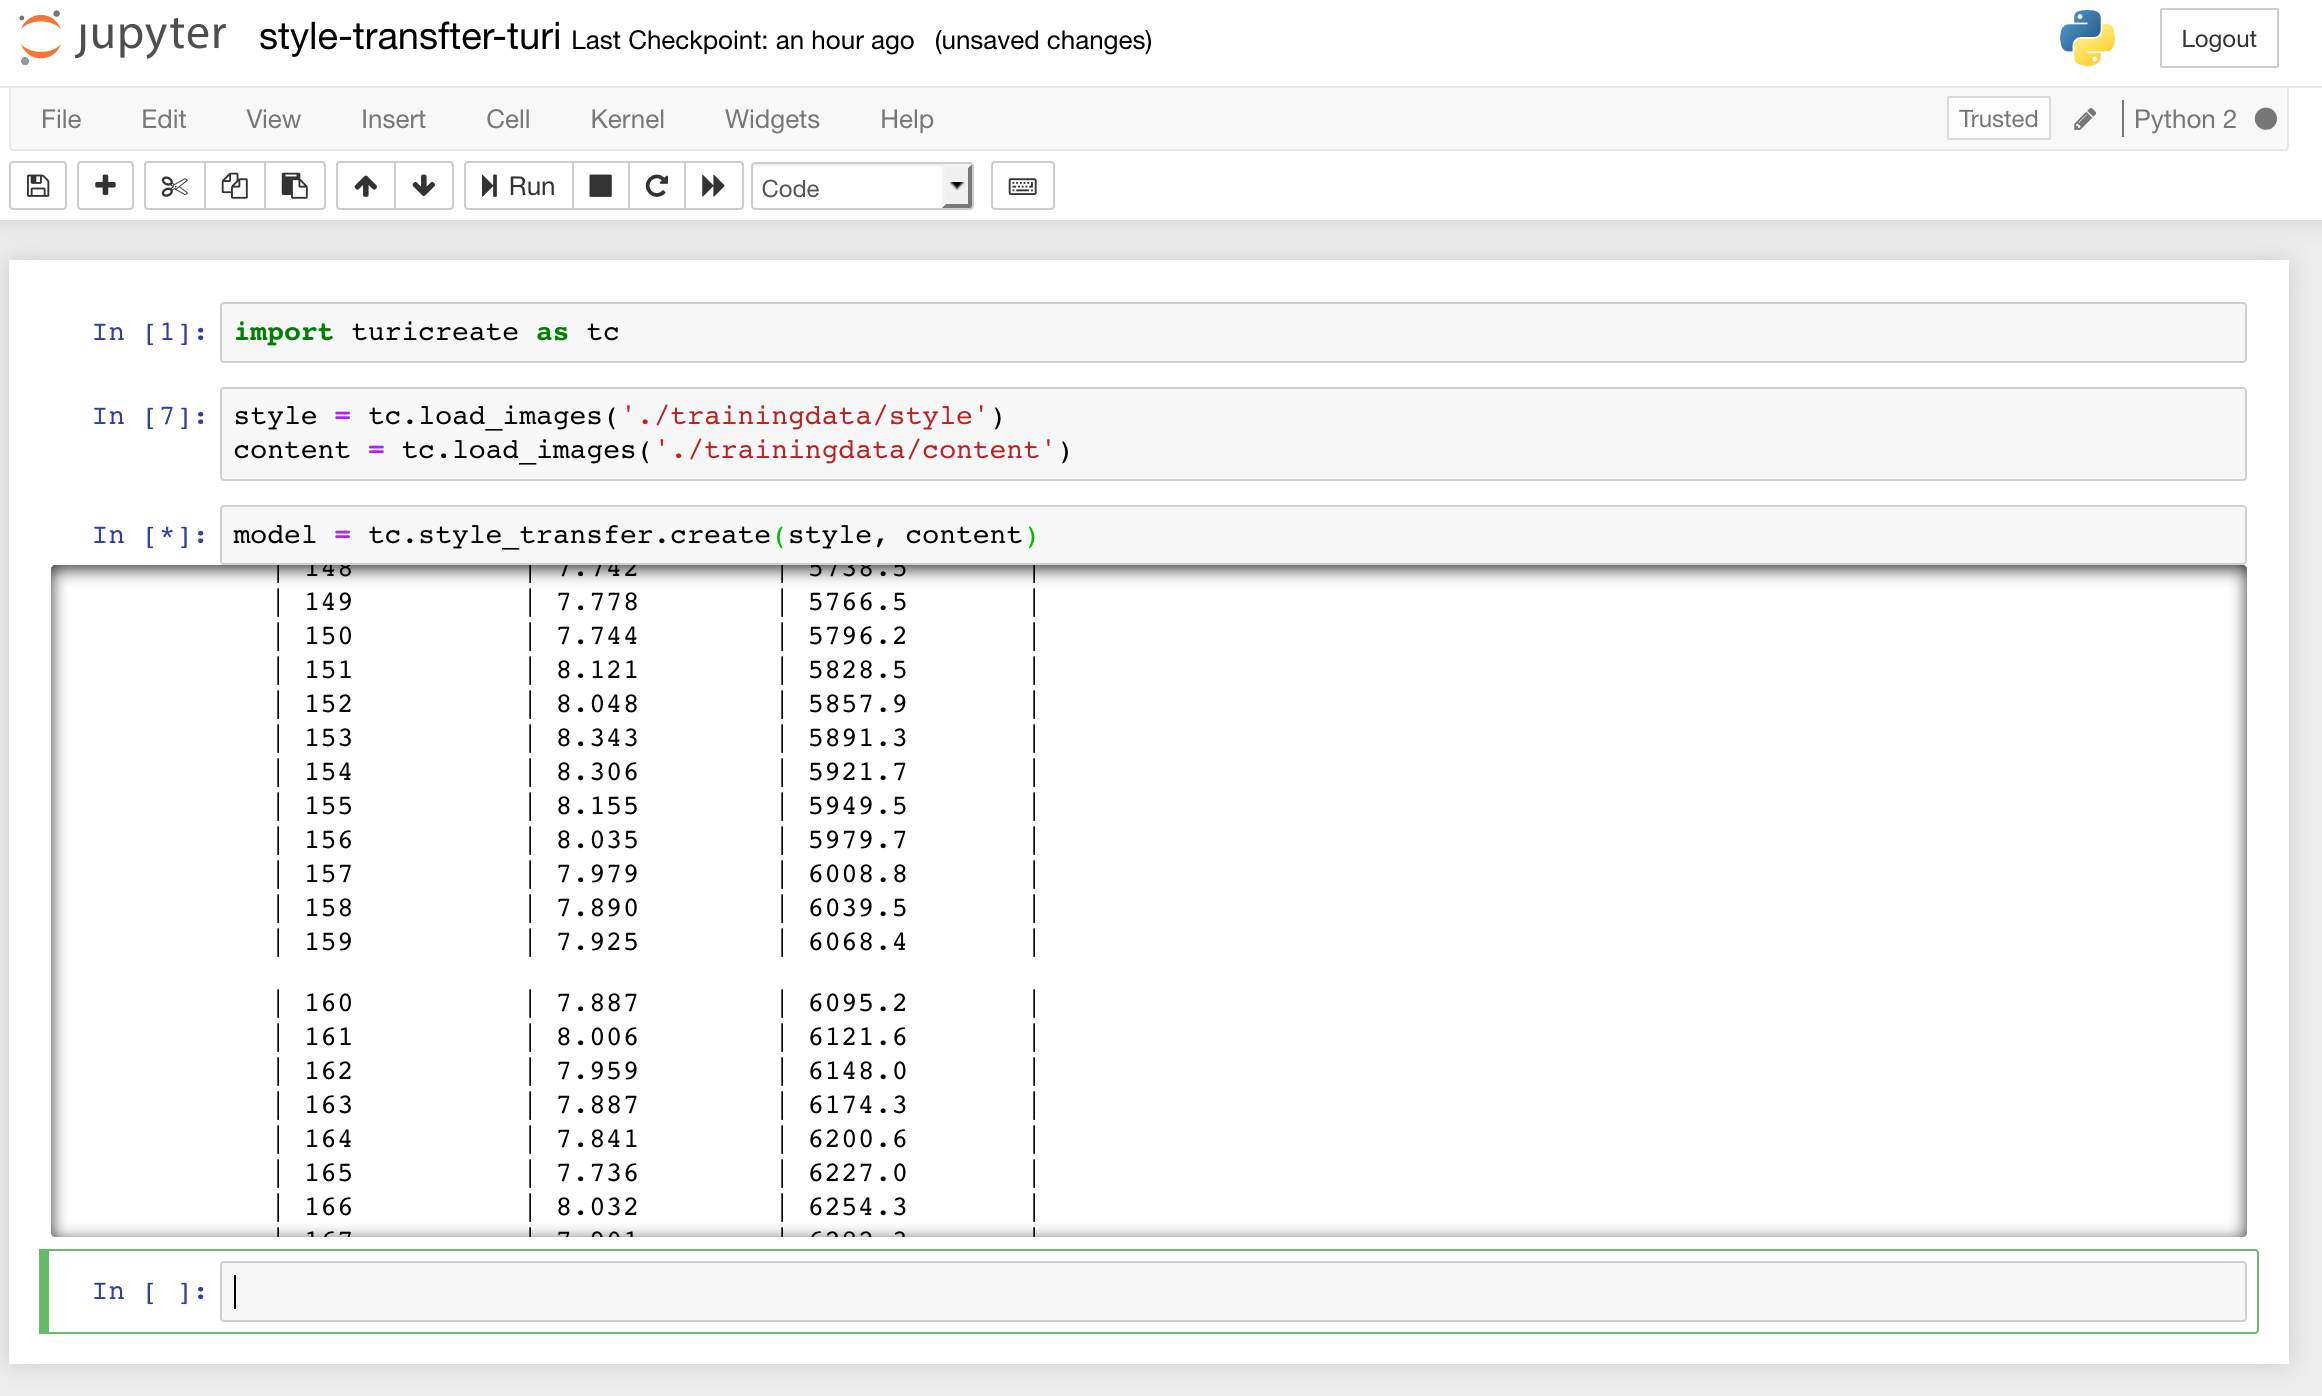 jupyter style-transfter-turi Last Checkpoint: an hour ago (unsaved changes) Logout
File Edit View Insert Cell Kernel Widgets Help Trusted Python 2
Run Code
In [1]: import turicreate as tc
In [7]: style = tc.load_images('./trainingdata/style')
content = tc.load_images('./trainingdata/content')
In [*]: model = tc.style_transfer.create(style, content)
| 148 | 7.742 | 5738.5 |
| 149 | 7.778 | 5766.5 |
| 150 | 7.744 | 5796.2 |
| 151 | 8.121 | 5828.5 |
| 152 | 8.048 | 5857.9 |
| 153 | 8.343 | 5891.3 |
| 154 | 8.306 | 5921.7 |
| 155 | 8.155 | 5949.5 |
| 156 | 8.035 | 5979.7 |
| 157 | 7.979 | 6008.8 |
| 158 | 7.890 | 6039.5 |
| 159 | 7.925 | 6068.4 |
| 160 | 7.887 | 6095.2 |
| 161 | 8.006 | 6121.6 |
| 162 | 7.959 | 6148.0 |
| 163 | 7.887 | 6174.3 |
| 164 | 7.841 | 6200.6 |
| 165 | 7.736 | 6227.0 |
| 166 | 8.032 | 6254.3 |
| 167
In [ ]: